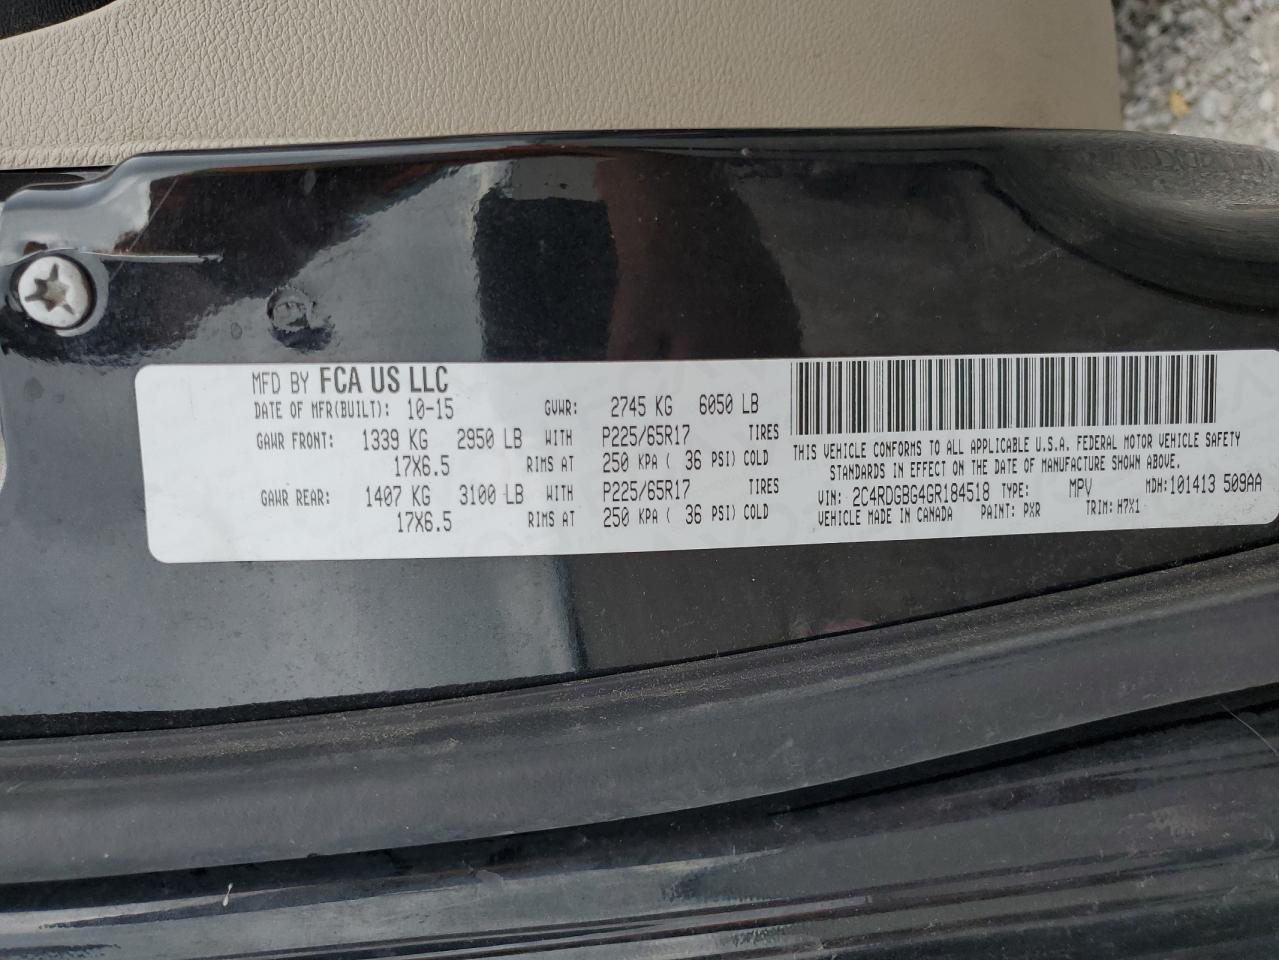 MFD BY FCA US LLC
DATE OF MFR(BUILT): 10-15 GVWR: 2745 KG 6050 LB
GAWR FRONT: 1339 KG 2950 LB WITH P225/65R17 TIRES
17X6.5 RIMS AT 250 KPA ( 36 PSI) COLD
GAWR REAR: 1407 KG 3100 LB WITH P225/65R17 TIRES
17X6.5 RIMS AT 250 KPA ( 36 PSI) COLD
THIS VEHICLE CONFORMS TO ALL APPLICABLE U.S.A. FEDERAL MOTOR VEHICLE SAFETY
STANDARDS IN EFFECT ON THE DATE OF MANUFACTURE SHOWN ABOVE.
VIN: 2C4RDGBG4GR184518 TYPE: MPV MDH:101413 509AA
VEHICLE MADE IN CANADA PAINT: PXR TRIM: H7X1